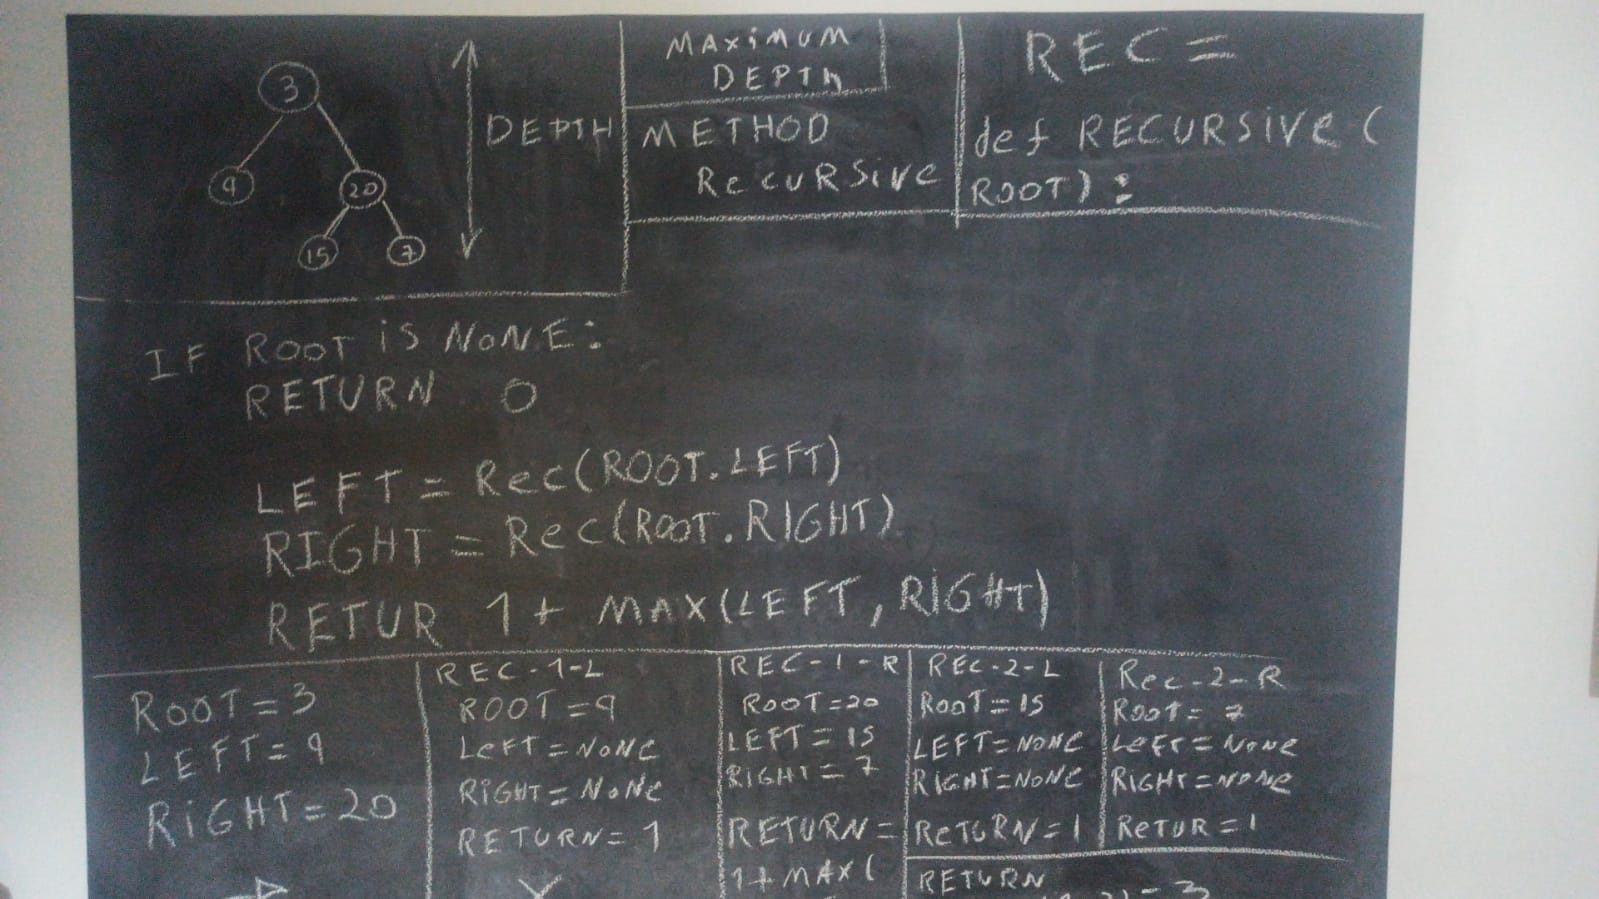 3
9
20
15
7
DEPTH
MAXIMUM
DEPTH
METHOD
RECURSIVE
REC =
def RECURSIVE (
ROOT) :
IF ROOT IS NONE:
RETURN 0
LEFT = Rec(ROOT.LEFT)
RIGHT = Rec(ROOT.RIGHT)
RETUR 1 + MAX(LEFT, RIGHT)
ROOT = 3
LEFT = 9
RIGHT = 20
REC-1-L
ROOT = 9
LEFT = NONE
RIGHT = NONE
RETURN = 1
REC-1-R
ROOT = 20
LEFT = 15
RIGHT = 7
RETURN =
1 + MAX (
REC-2-L
ROOT = 15
LEFT = NONE
RIGHT = NONE
RETURN = 1
Rec-2-R
ROOT = 7
LEFT = NONE
RIGHT = NONE
RETUR = 1
RETURN
= 3